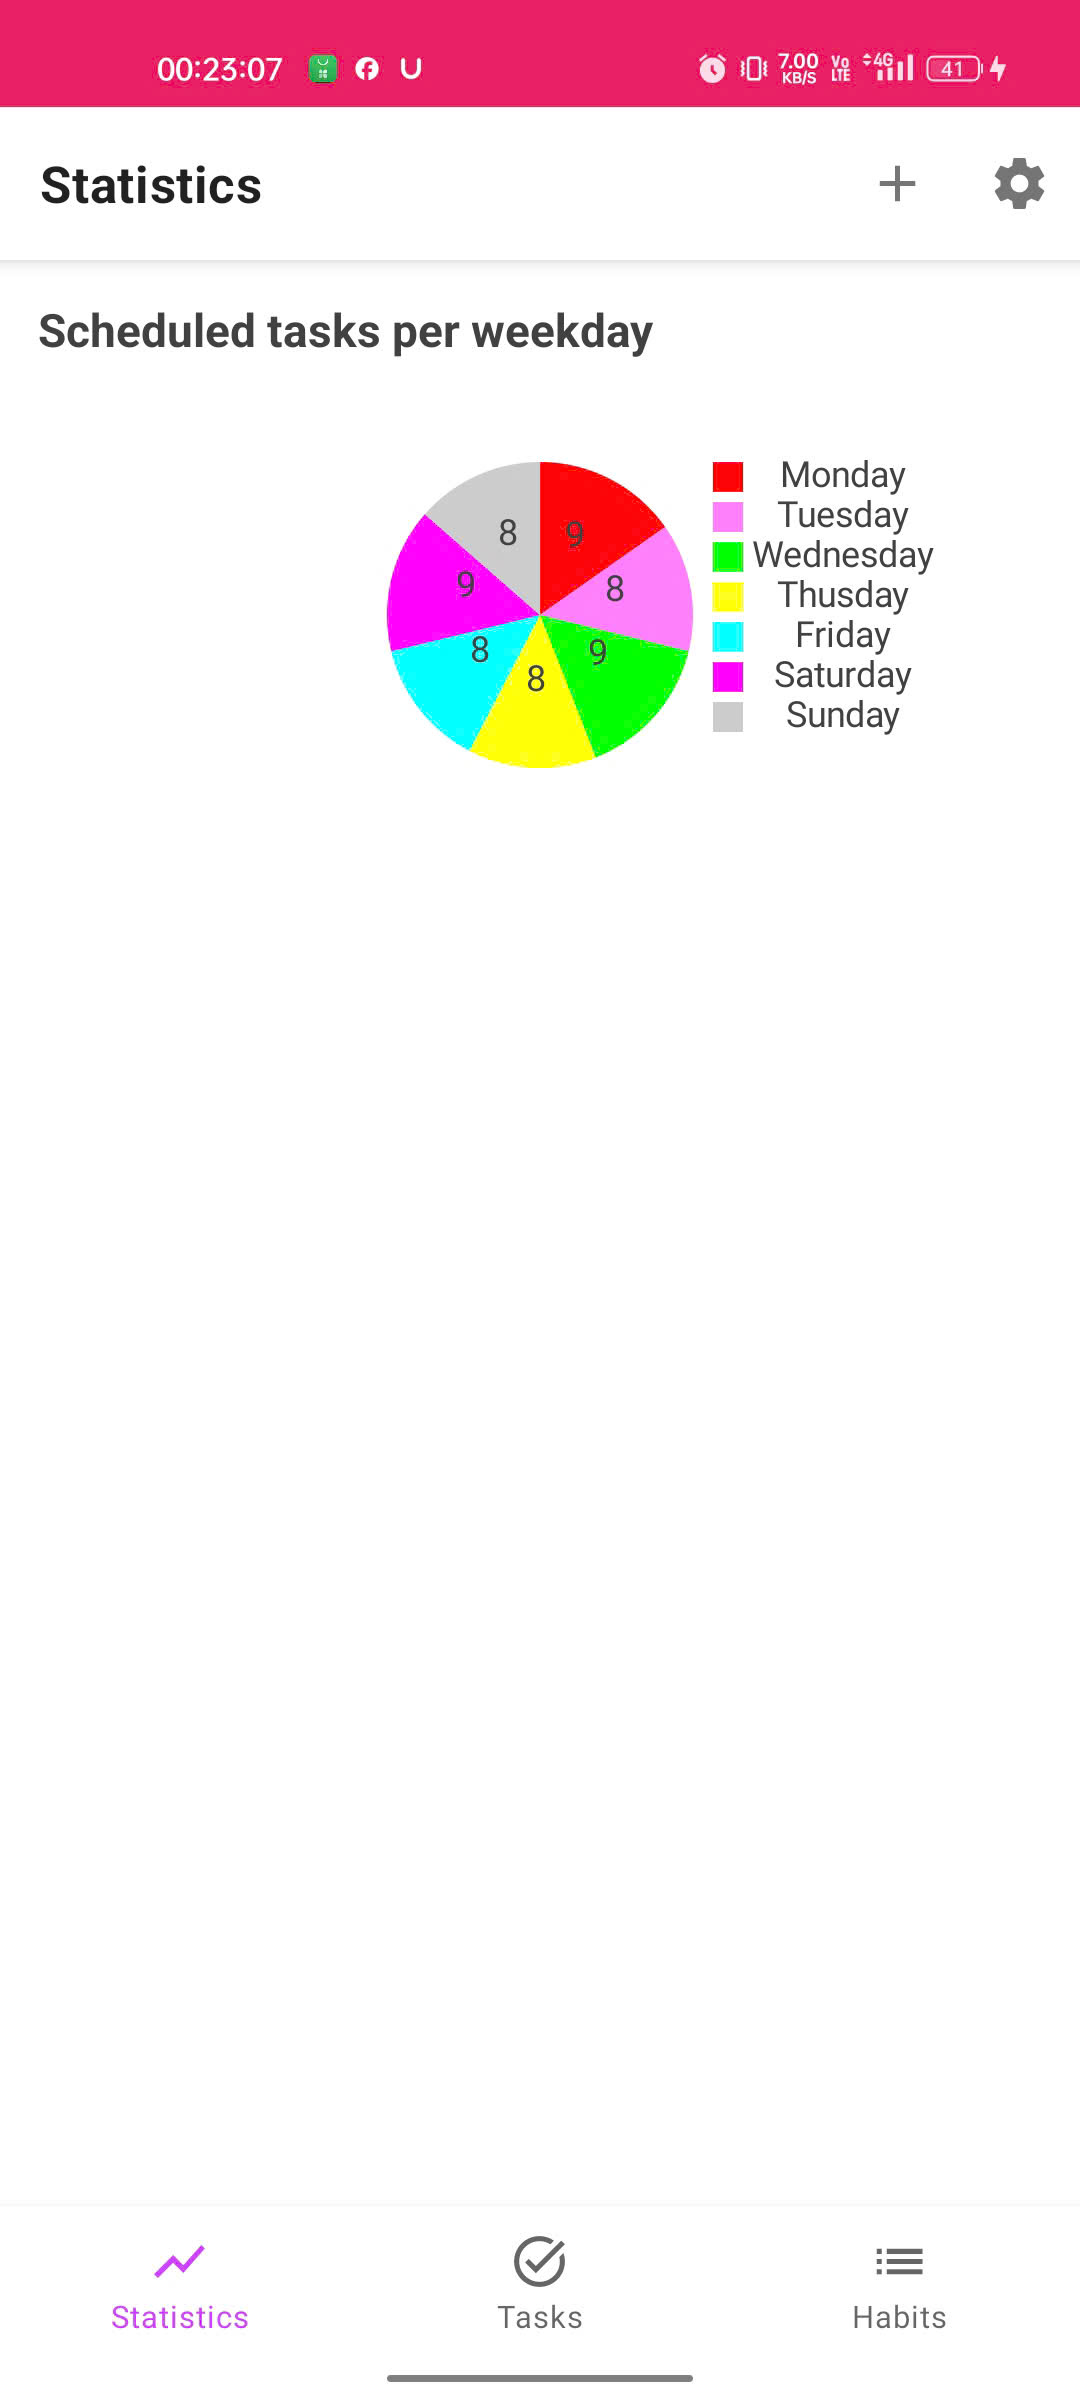 00:23:07 7.00 KB/S Vo LTE 4G 41
Statistics
Scheduled tasks per weekday
8 9
9 8
8 9
8
Monday
Tuesday
Wednesday
Thusday
Friday
Saturday
Sunday
Statistics Tasks Habits